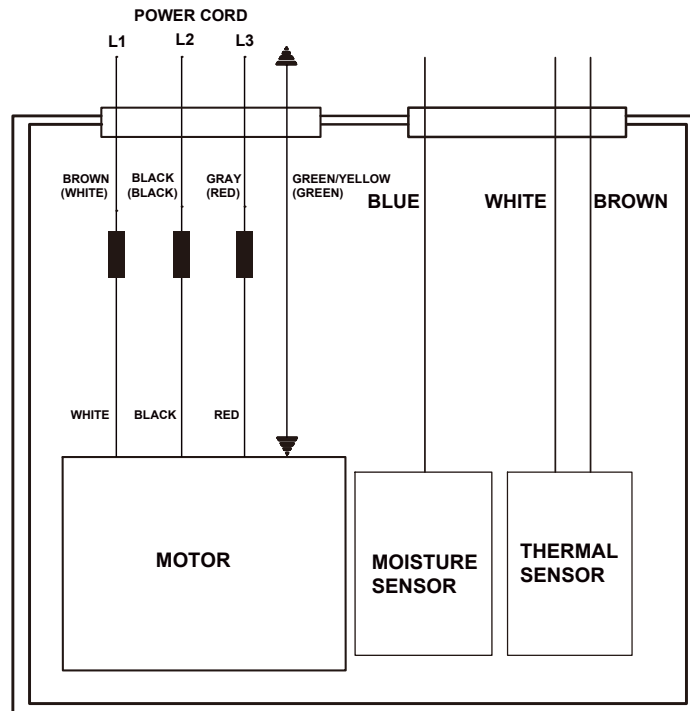 POWER CORD
L1 L2 L3
BROWN BLACK GRAY GREEN/YELLOW
(WHITE) (BLACK) (RED) (GREEN)
BLUE WHITE BROWN
WHITE BLACK RED
MOTOR
MOISTURE
SENSOR
THERMAL
SENSOR